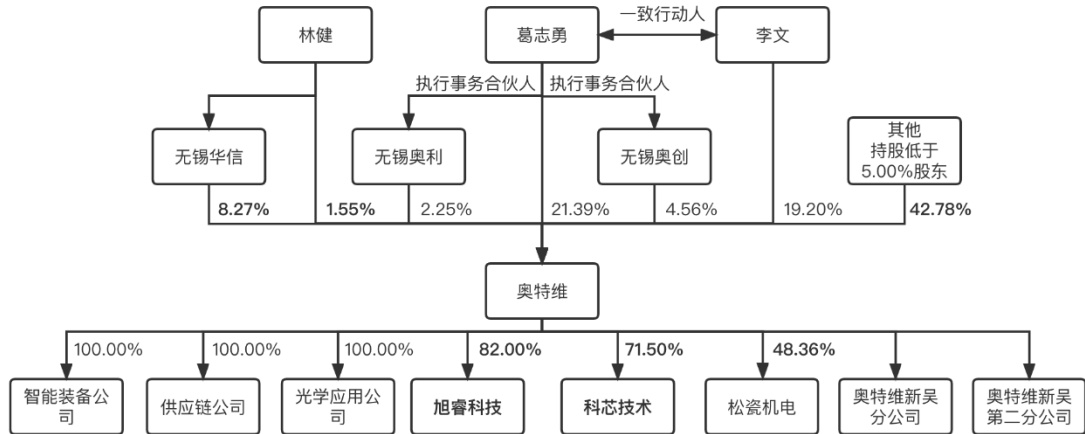 一致行动人
林健
葛志勇
李文
执行事务合伙人
执行事务合伙人
无锡华信
无锡奥利
无锡奥创
其他
持股低于
5.00%股东
8.27%
1.55%
2.25%
21.39%
4.56%
19.20%
42.78%
奥特维
100.00%
100.00%
100.00%
82.00%
71.50%
48.36%
智能装备公
司
供应链公司
光学应用公
司
旭睿科技
科芯技术
松瓷机电
奥特维新吴
分公司
奥特维新吴
第二分公司